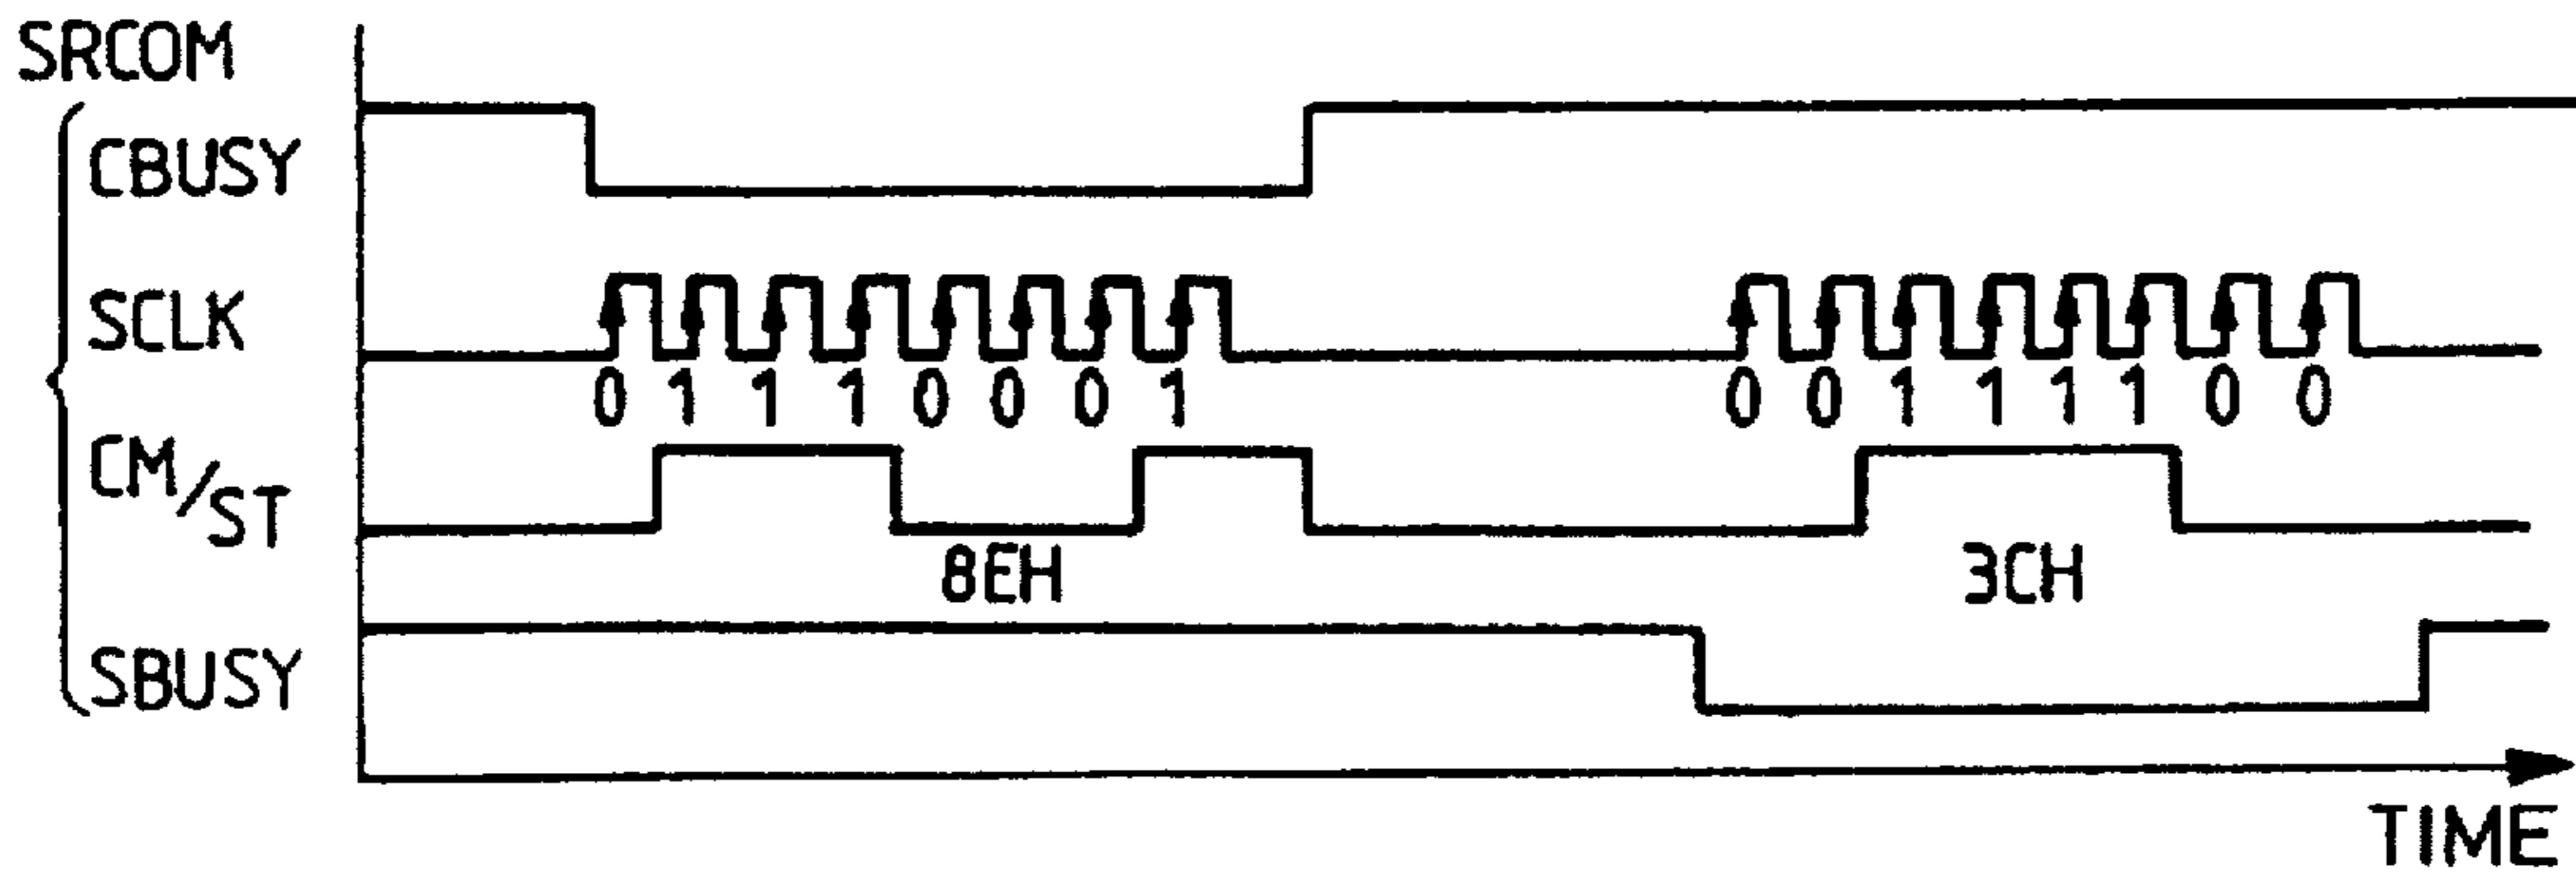 SRCOM
CBUSY
SCLK
0 1 1 1 0 0 0 1 0 0 1 1 1 1 0 0
CM/ST
8EH 3CH
SBUSY
TIME